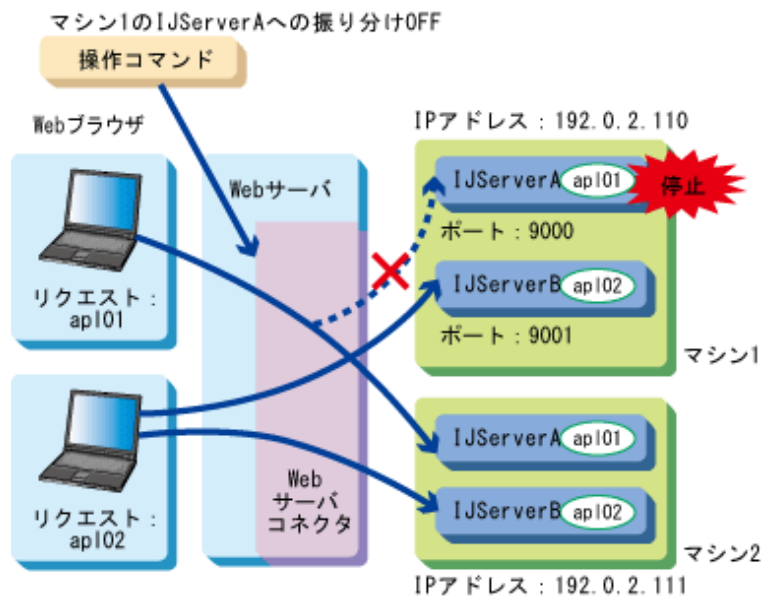 マシン1のIJServerAへの振り分けOFF
操作コマンド
Webブラウザ
リクエスト：
apl01
リクエスト：
apl02
Webサーバ
Web
サーバ
コネクタ
IPアドレス：192.0.2.110
IJServerA apl01
停止
ポート：9000
IJServerB apl02
ポート：9001
マシン1
IJServerA apl01
IJServerB apl02
マシン2
IPアドレス：192.0.2.111